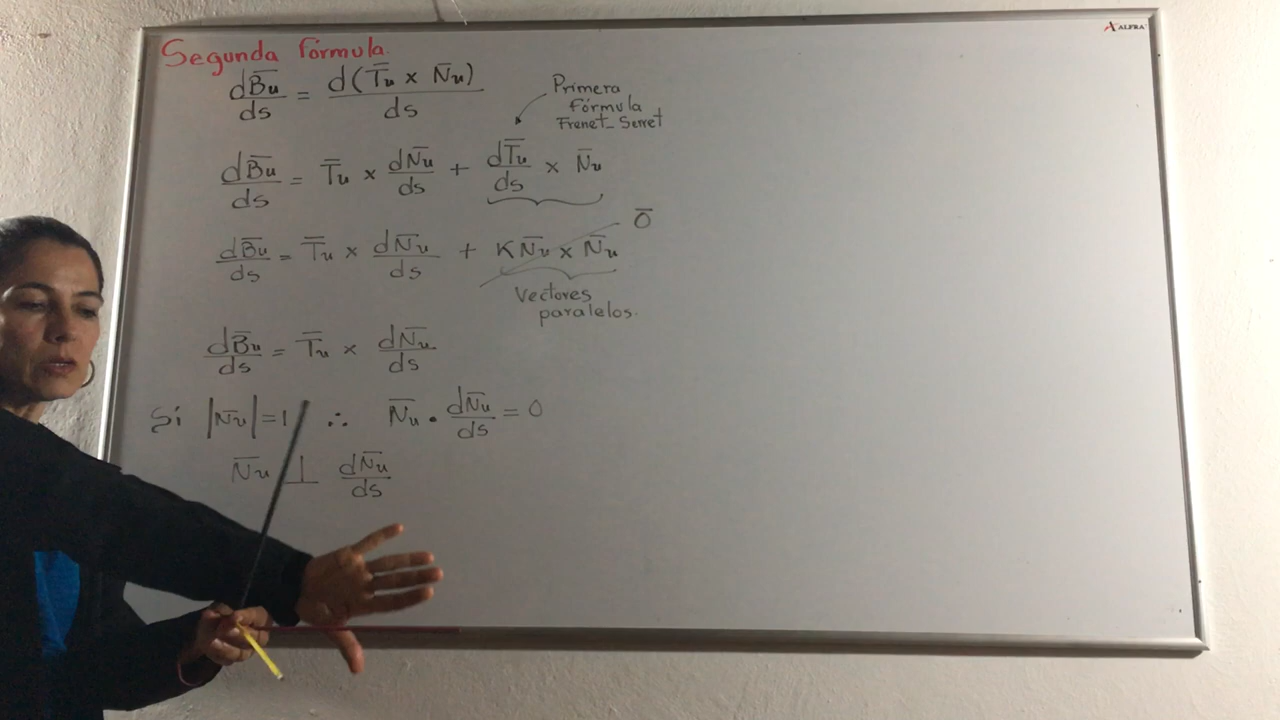 Segunda fórmula.
dB̄u/ds = d(T̄u × N̄u)/ds
Primera
fórmula
Frenet_Serret
dB̄u/ds = T̄u × dN̄u/ds + dT̄u/ds × N̄u
dB̄u/ds = T̄u × dN̄u/ds + KN̄u × N̄u
Ō
Vectores
paralelos.
dB̄u/ds = T̄u × dN̄u/ds
Si |N̄u| = 1 ∴ N̄u • dN̄u/ds = 0
N̄u ⊥ dN̄u/ds
ALFRA